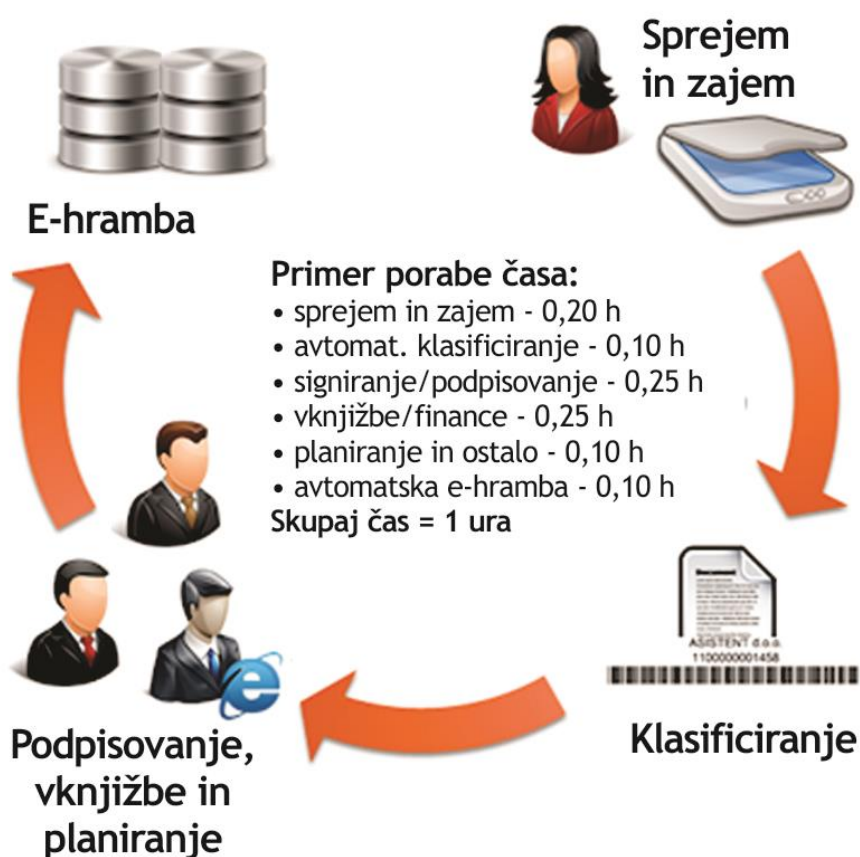 Sprejem
in zajem
E-hramba
Primer porabe časa:
• sprejem in zajem - 0,20 h
• avtomat. klasificiranje - 0,10 h
• signiranje/podpisovanje - 0,25 h
• vknjižbe/finance - 0,25 h
• planiranje in ostalo - 0,10 h
• avtomatska e-hramba - 0,10 h
Skupaj čas = 1 ura
Document
ASISTENT d.o.o.
1100000001458
Klasificiranje
Podpisovanje,
vknjižbe in
planiranje